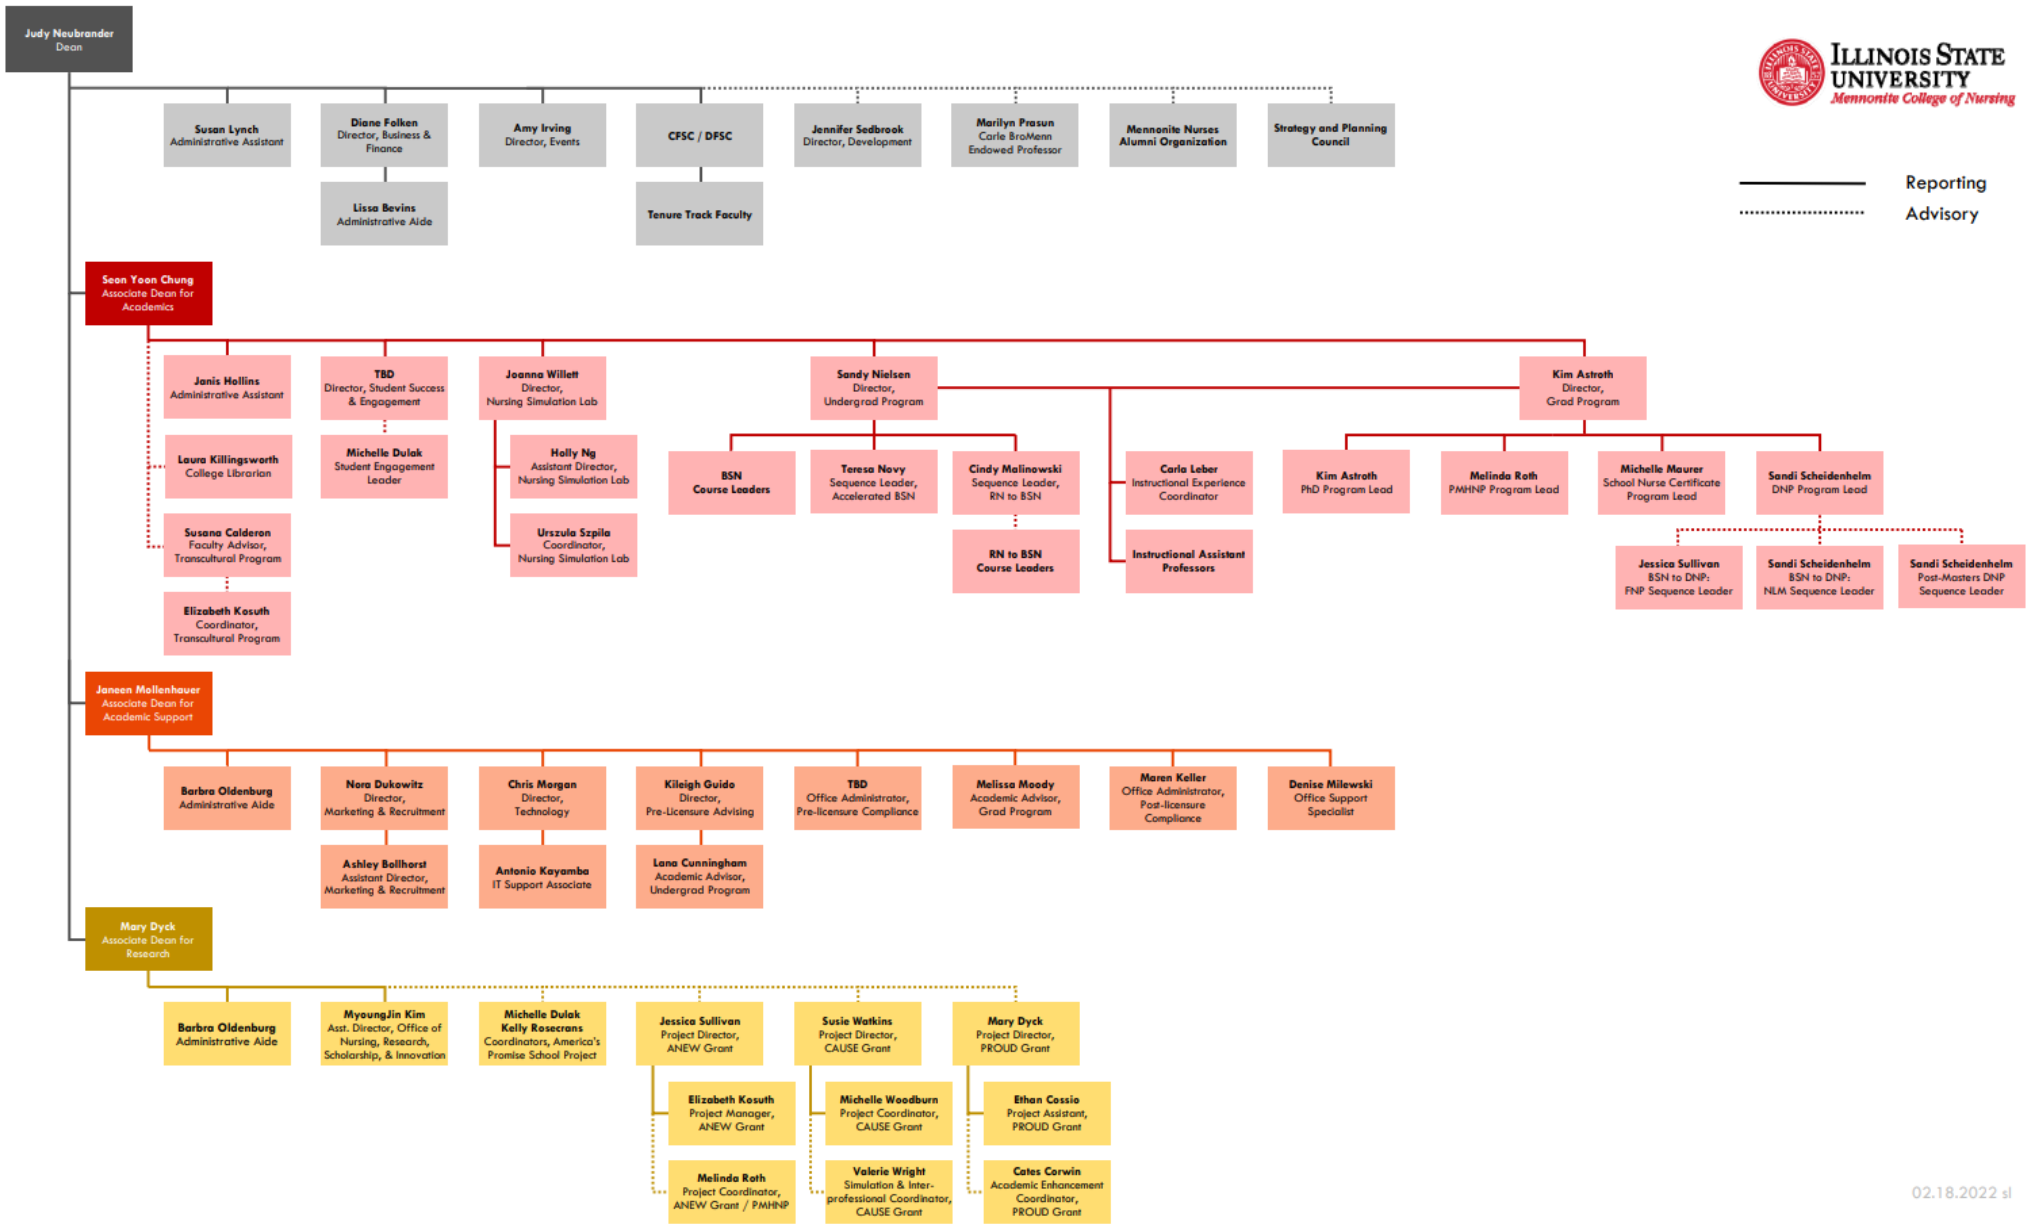 Judy Neubrander
Dean
ILLINOIS STATE
UNIVERSITY
Mennonite College of Nursing
Reporting
Advisory
Susan Lynch
Administrative Assistant
Diane Folken
Director, Business &
Finance
Amy Irving
Director, Events
CFSC / DFSC
Jennifer Sedbrook
Director, Development
Marilyn Prasun
Carle BroMenn
Endowed Professor
Mennonite Nurses
Alumni Organization
Strategy and Planning
Council
Lissa Bevins
Administrative Aide
Tenure Track Faculty
Seon Yoon Chung
Associate Dean for
Academics
Janis Hollins
Administrative Assistant
TBD
Director, Student Success
& Engagement
Joanna Willett
Director,
Nursing Simulation Lab
Sandy Nielsen
Director,
Undergrad Program
Kim Astroth
Director,
Grad Program
Laura Killingsworth
College Librarian
Michelle Dulak
Student Engagement
Leader
Holly Ng
Assistant Director,
Nursing Simulation Lab
BSN
Course Leaders
Teresa Novy
Sequence Leader,
Accelerated BSN
Cindy Malinowski
Sequence Leader,
RN to BSN
Carla Leber
Instructional Experience
Coordinator
Kim Astroth
PhD Program Lead
Melinda Roth
PMHNP Program Lead
Michelle Maurer
School Nurse Certificate
Program Lead
Sandi Scheidenhelm
DNP Program Lead
Susana Calderon
Faculty Advisor,
Transcultural Program
Urszula Szpila
Coordinator,
Nursing Simulation Lab
RN to BSN
Course Leaders
Instructional Assistant
Professors
Jessica Sullivan
BSN to DNP:
FNP Sequence Leader
Sandi Scheidenhelm
BSN to DNP:
NLM Sequence Leader
Sandi Scheidenhelm
Post-Masters DNP
Sequence Leader
Elizabeth Kosuth
Coordinator,
Transcultural Program
Janeen Mollenhauer
Associate Dean for
Academic Support
Barbra Oldenburg
Administrative Aide
Nora Dukowitz
Director,
Marketing & Recruitment
Chris Morgan
Director,
Technology
Kileigh Guido
Director,
Pre-Licensure Advising
TBD
Office Administrator,
Pre-licensure Compliance
Melissa Moody
Academic Advisor,
Grad Program
Maren Keller
Office Administrator,
Post-licensure
Compliance
Denise Milewski
Office Support
Specialist
Ashley Bollhorst
Assistant Director,
Marketing & Recruitment
Antonio Kayamba
IT Support Associate
Lana Cunningham
Academic Advisor,
Undergrad Program
Mary Dyck
Associate Dean for
Research
Barbra Oldenburg
Administrative Aide
MyoungJin Kim
Asst. Director, Office of
Nursing, Research,
Scholarship, & Innovation
Michelle Dulak
Kelly Rosecrans
Coordinators, America's
Promise School Project
Jessica Sullivan
Project Director,
ANEW Grant
Susie Watkins
Project Director,
CAUSE Grant
Mary Dyck
Project Director,
PROUD Grant
Elizabeth Kosuth
Project Manager,
ANEW Grant
Michelle Woodburn
Project Coordinator,
CAUSE Grant
Ethan Cossio
Project Assistant,
PROUD Grant
Melinda Roth
Project Coordinator,
ANEW Grant / PMHNP
Valerie Wright
Simulation & Inter-
professional Coordinator,
CAUSE Grant
Cates Corwin
Academic Enhancement
Coordinator,
PROUD Grant
02.18.2022 sl